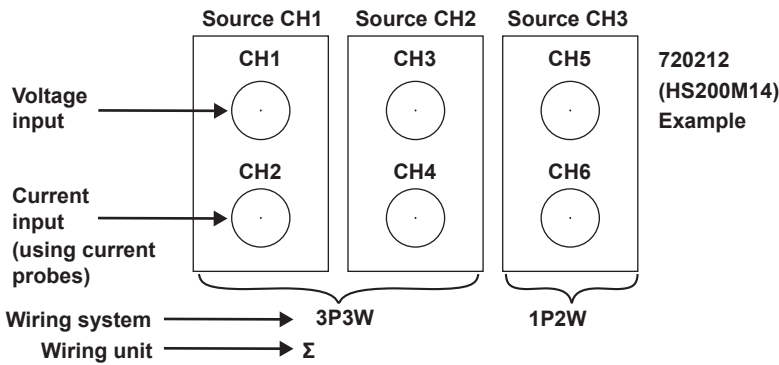 Source CH1 Source CH2 Source CH3
CH1 CH3 CH5
720212
(HS200M14)
Example
Voltage
input
CH2 CH4 CH6
Current
input
(using current
probes)
Wiring system 3P3W 1P2W
Wiring unit Σ